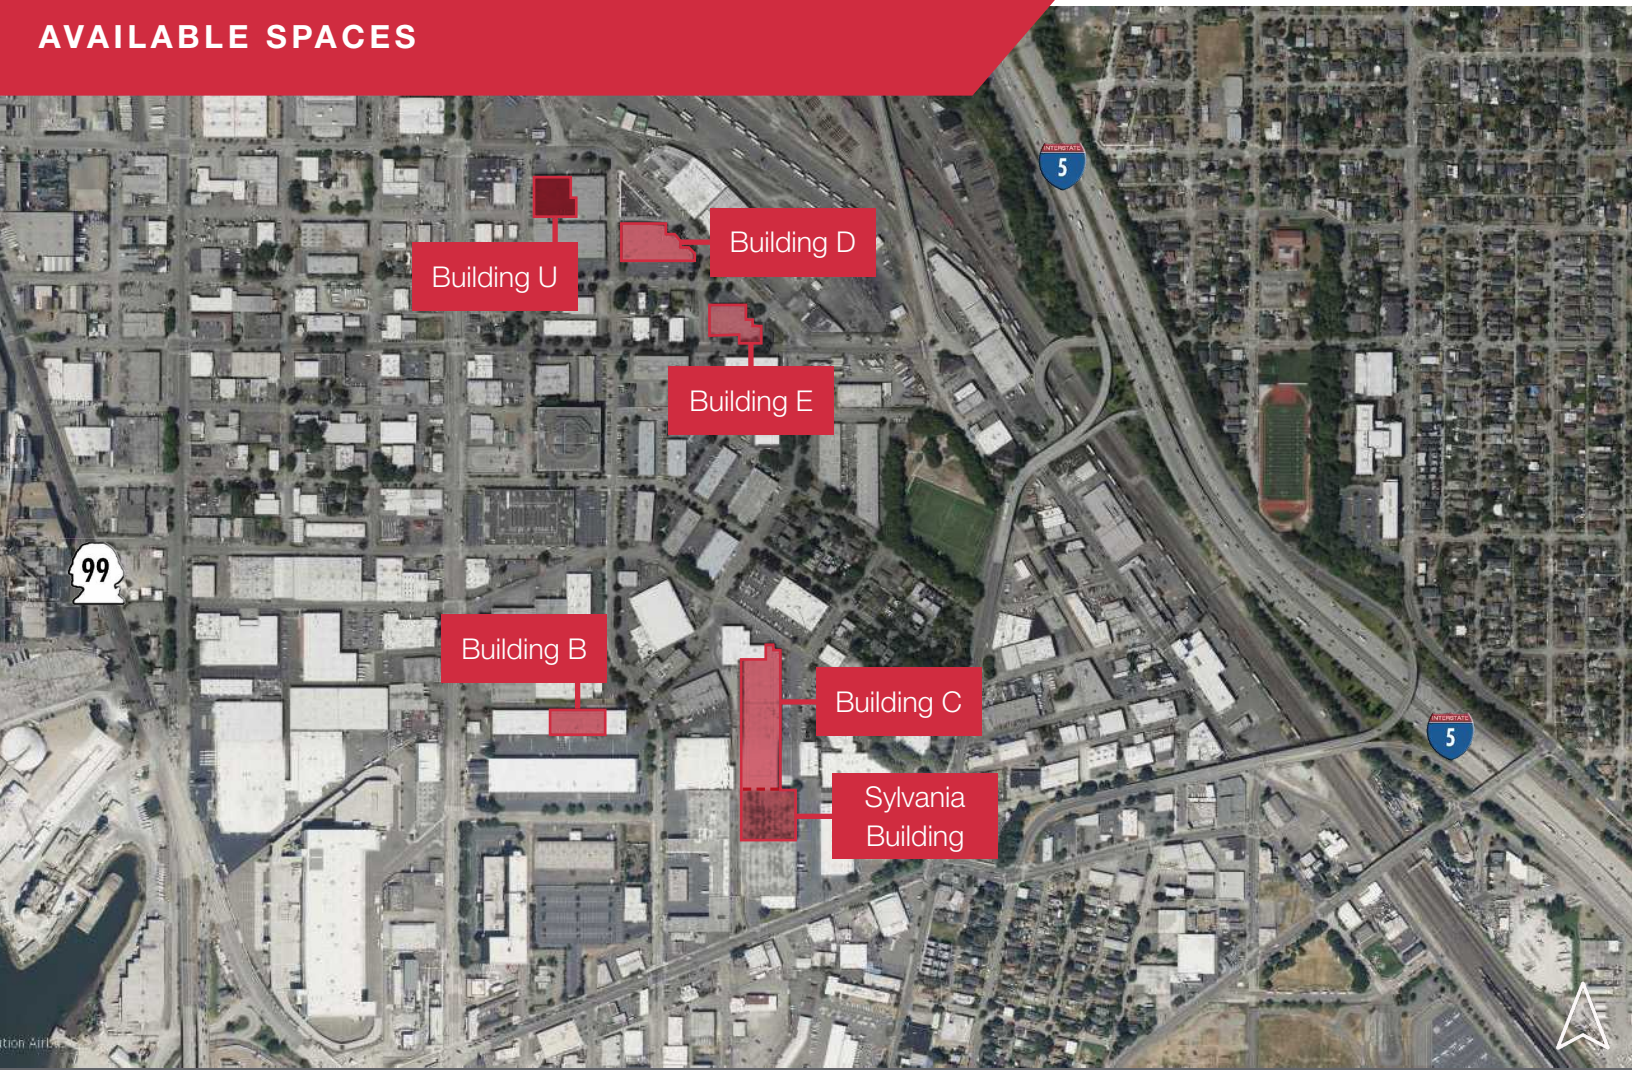 AVAILABLE SPACES
INTERSTATE
5
Building D
Building U
Building E
99
Building B
Building C
INTERSTATE
5
Sylvania
Building